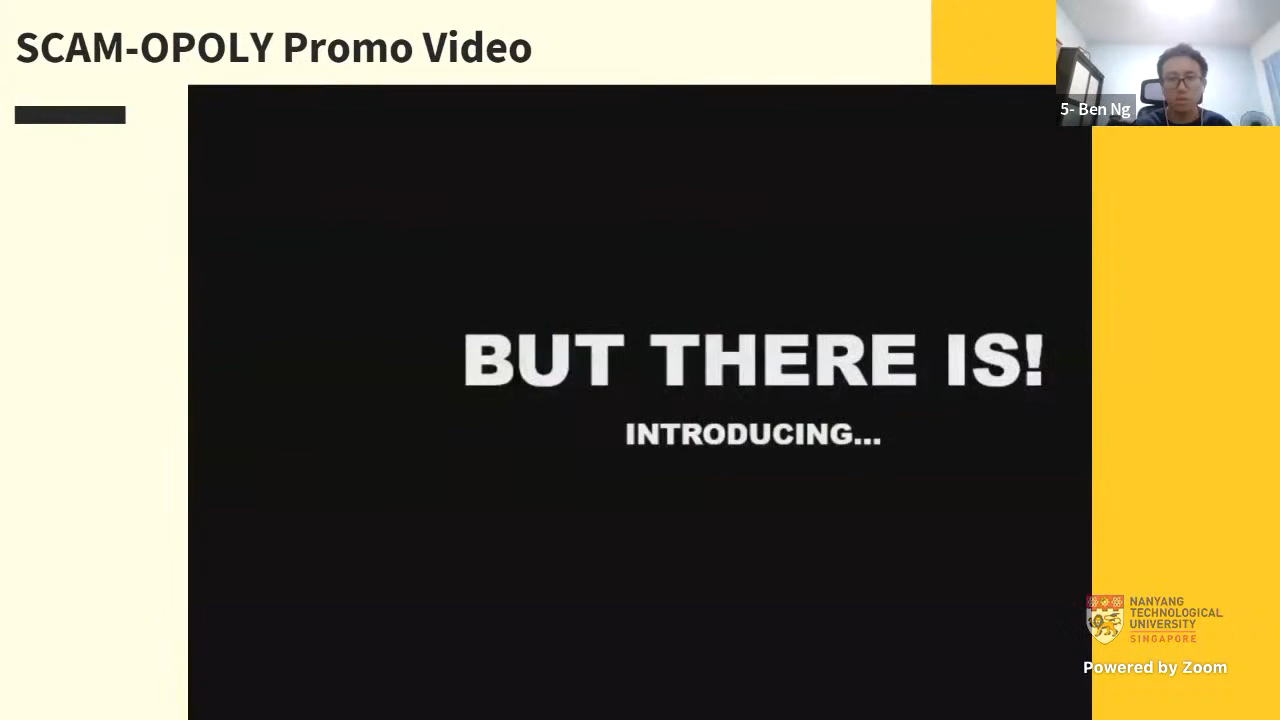 SCAM-OPOLY Promo Video
5- Ben Ng
BUT THERE IS!
INTRODUCING...
NANYANG
TECHNOLOGICAL
UNIVERSITY
SINGAPORE
Powered by Zoom